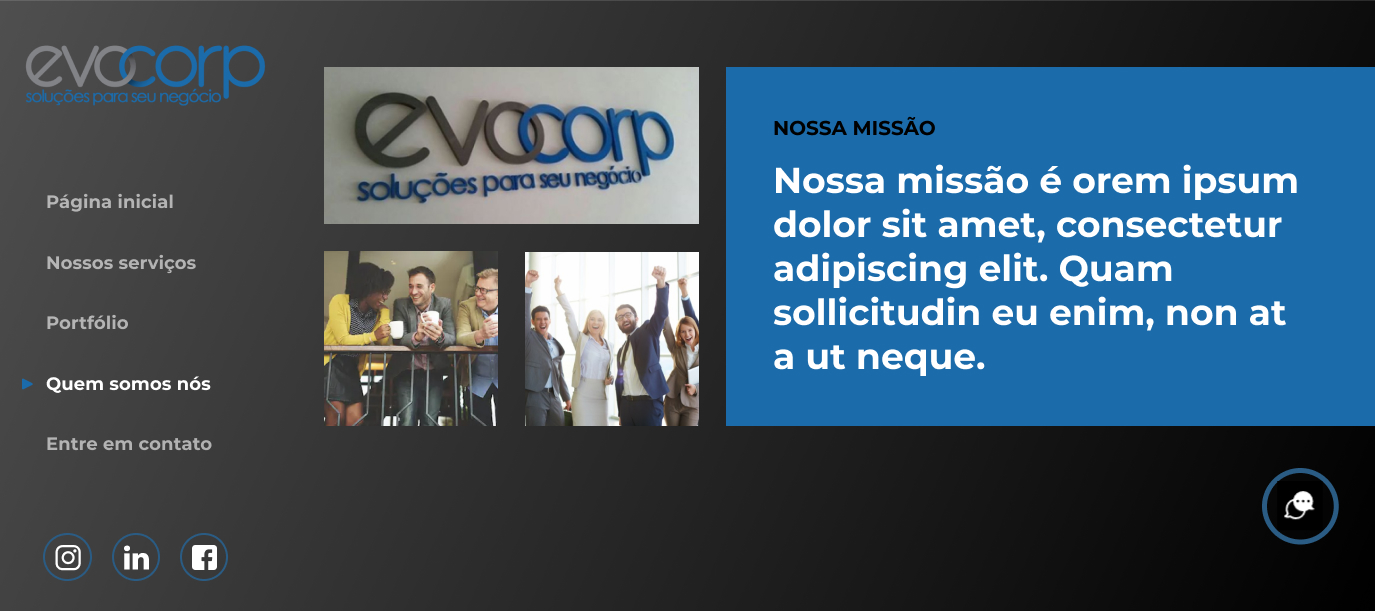 evocorp
soluções para seu negócio
Página inicial
Nossos serviços
Portfólio
Quem somos nós
Entre em contato
evocorp
soluções para seu negócio
NOSSA MISSÃO
Nossa missão é orem ipsum
dolor sit amet, consectetur
adipiscing elit. Quam
sollicitudin eu enim, non at
a ut neque.